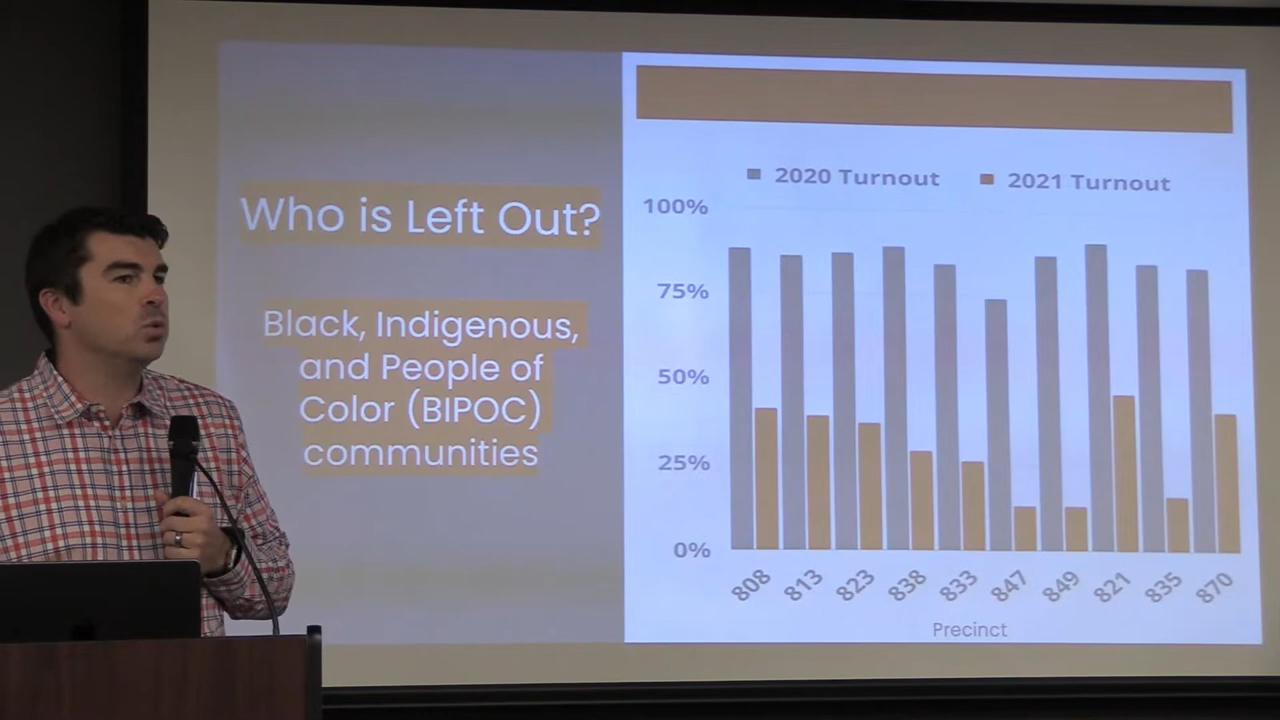 Who is Left Out?
Black, Indigenous,
and People of
Color (BIPOC)
communities
2020 Turnout 2021 Turnout
100%
75%
50%
25%
0%
808 813 823 838 833 847 849 821 835 870
Precinct